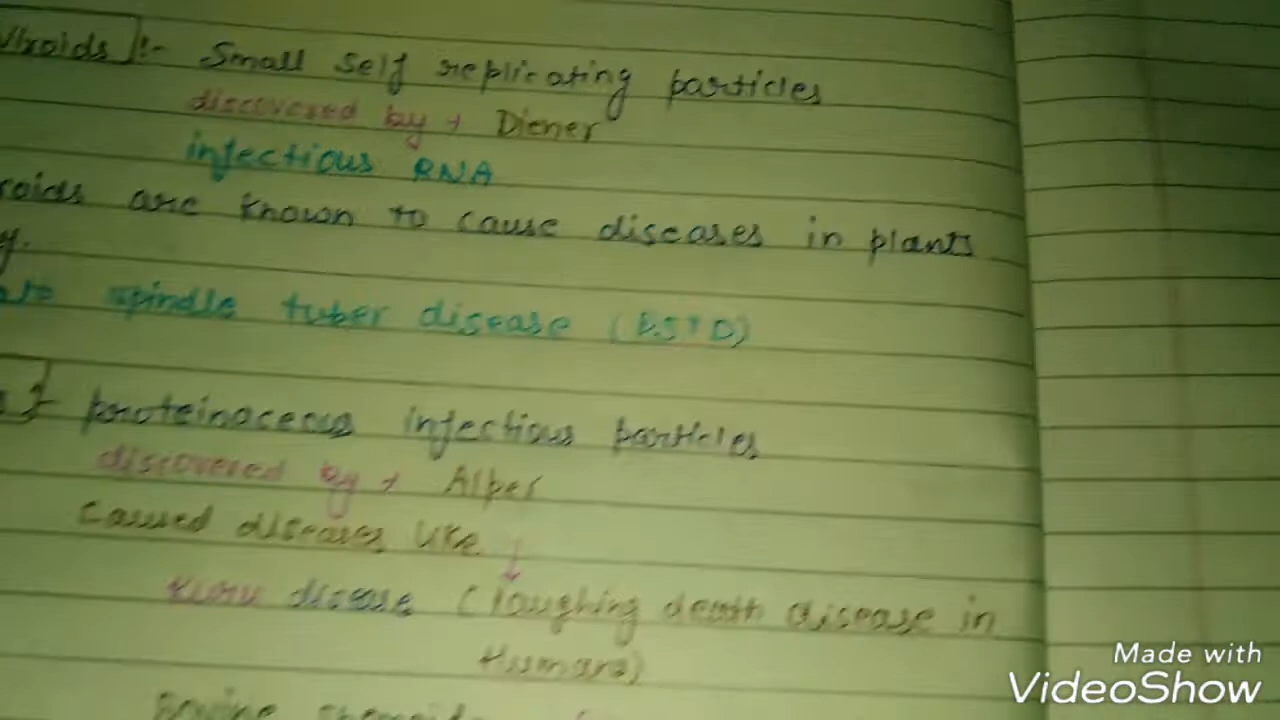 Viroids :- Small self replicating particles
discovered by → Diener
infectious RNA
roids are known to cause diseases in plants
y.
ato spindle tuber disease (P.S.T.D)
proteinaceous infectious particles
discovered by → Alper
Caused diseases like
Kuru disease (laughing death disease in
Humans)
Bovine
Made with
VideoShow